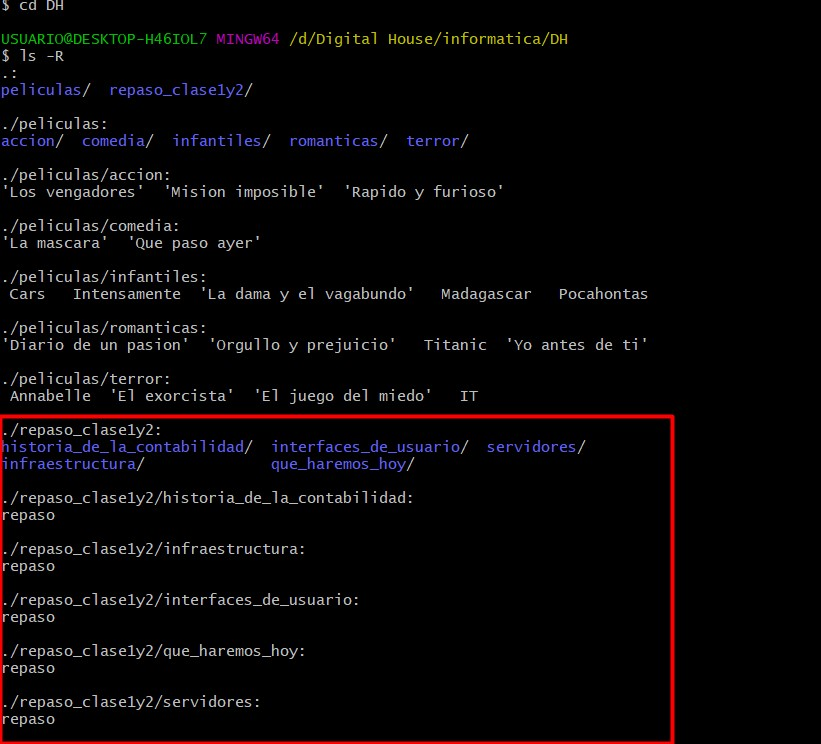 $ cd DH
USUARIO@DESKTOP-H46IOL7 MINGW64 /d/Digital House/informatica/DH
$ ls -R
.:
peliculas/  repaso_clase1y2/
./peliculas:
accion/  comedia/  infantiles/  romanticas/  terror/
./peliculas/accion:
'Los vengadores'  'Mision imposible'  'Rapido y furioso'
./peliculas/comedia:
'La mascara'  'Que paso ayer'
./peliculas/infantiles:
Cars   Intensamente  'La dama y el vagabundo'   Madagascar   Pocahontas
./peliculas/romanticas:
'Diario de un pasion'  'Orgullo y prejuicio'   Titanic  'Yo antes de ti'
./peliculas/terror:
Annabelle  'El exorcista'  'El juego del miedo'   IT
./repaso_clase1y2:
historia_de_la_contabilidad/  interfaces_de_usuario/  servidores/
infraestructura/              que_haremos_hoy/
./repaso_clase1y2/historia_de_la_contabilidad:
repaso
./repaso_clase1y2/infraestructura:
repaso
./repaso_clase1y2/interfaces_de_usuario:
repaso
./repaso_clase1y2/que_haremos_hoy:
repaso
./repaso_clase1y2/servidores:
repaso